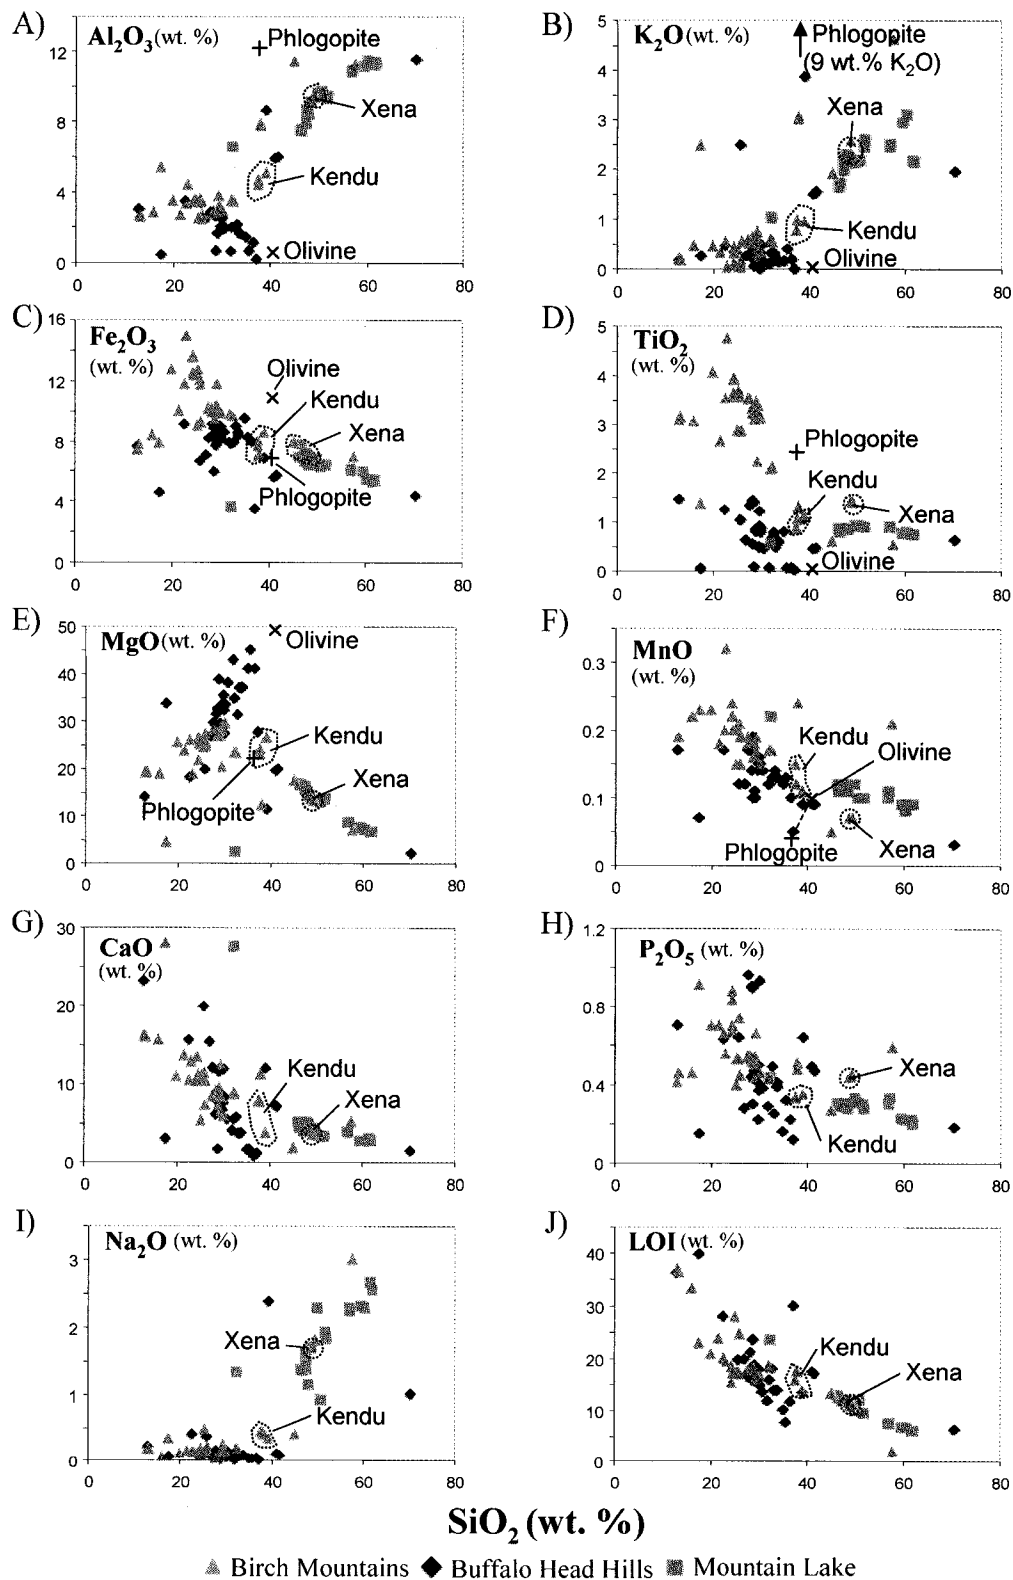 A)
Al2O3 (wt. %)
Phlogopite
Xena
Kendu
Olivine
16
12
8
4
0
0 20 40 60 80
B)
K2O (wt. %)
Phlogopite
(9 wt.% K2O)
Xena
Kendu
Olivine
5
4
3
2
1
0
0 20 40 60 80
C)
Fe2O3
(wt. %)
Olivine
Kendu
Xena
Phlogopite
16
12
8
4
0
0 20 40 60 80
D)
TiO2
(wt. %)
Phlogopite
Kendu
Xena
Olivine
5
4
3
2
1
0
0 20 40 60 80
E)
MgO (wt. %)
Olivine
Kendu
Xena
Phlogopite
50
40
30
20
10
0
0 20 40 60 80
F)
MnO
(wt. %)
Kendu
Olivine
Xena
Phlogopite
0.3
0.2
0.1
0
0 20 40 60 80
G)
CaO
(wt. %)
Kendu
Xena
30
20
10
0
0 20 40 60 80
H)
P2O5 (wt. %)
Xena
Kendu
1.2
0.8
0.4
0
0 20 40 60 80
I)
Na2O (wt. %)
Xena
Kendu
3
2
1
0
0 20 40 60 80
J)
LOI (wt. %)
Kendu
Xena
40
30
20
10
0
0 20 40 60 80
SiO2 (wt. %)
Birch Mountains Buffalo Head Hills Mountain Lake